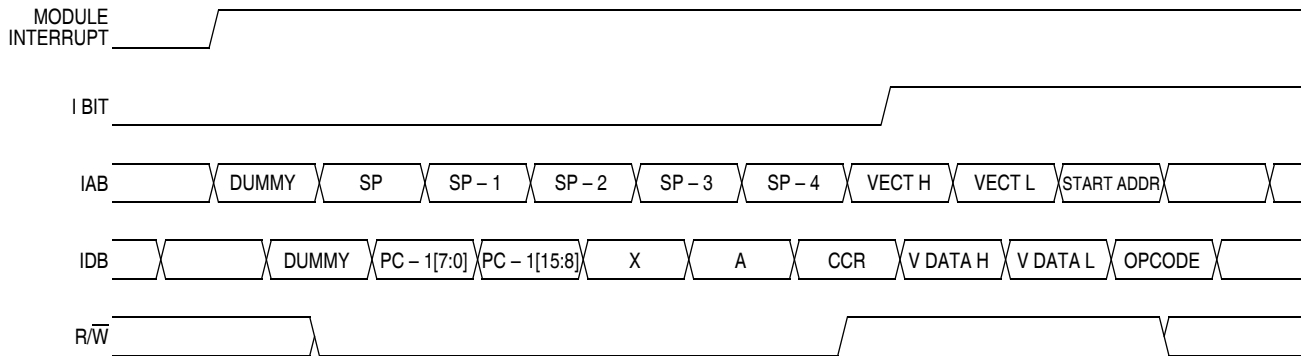 MODULE
INTERRUPT
I BIT
IAB DUMMY SP SP – 1 SP – 2 SP – 3 SP – 4 VECT H VECT L START ADDR
IDB DUMMY PC – 1[7:0] PC – 1[15:8] X A CCR V DATA H V DATA L OPCODE
R/W̅